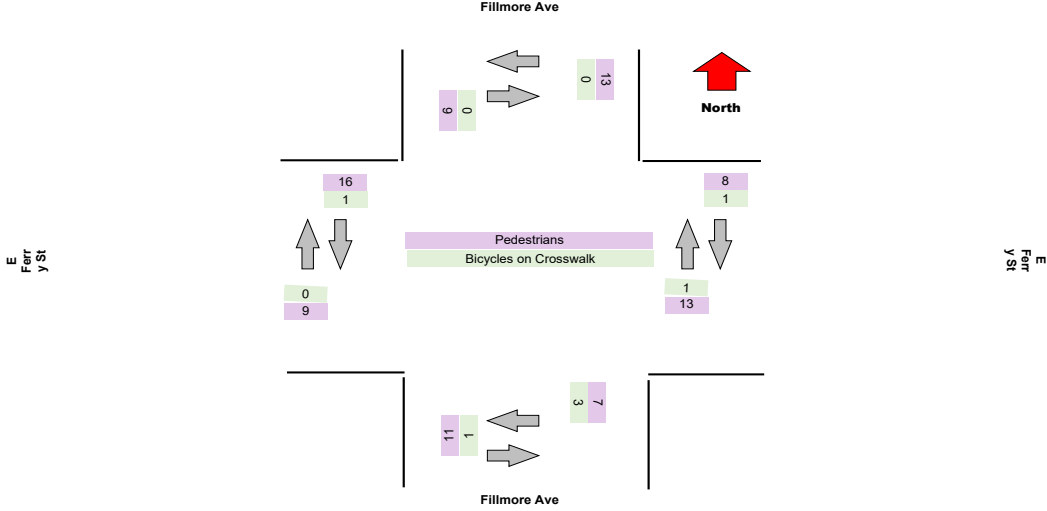 Fillmore Ave
0
13
9
0
North
16
1
8
1
Pedestrians
Bicycles on Crosswalk
E
Ferr
y St
E
Ferr
y St
0
9
1
13
3
7
11
1
Fillmore Ave